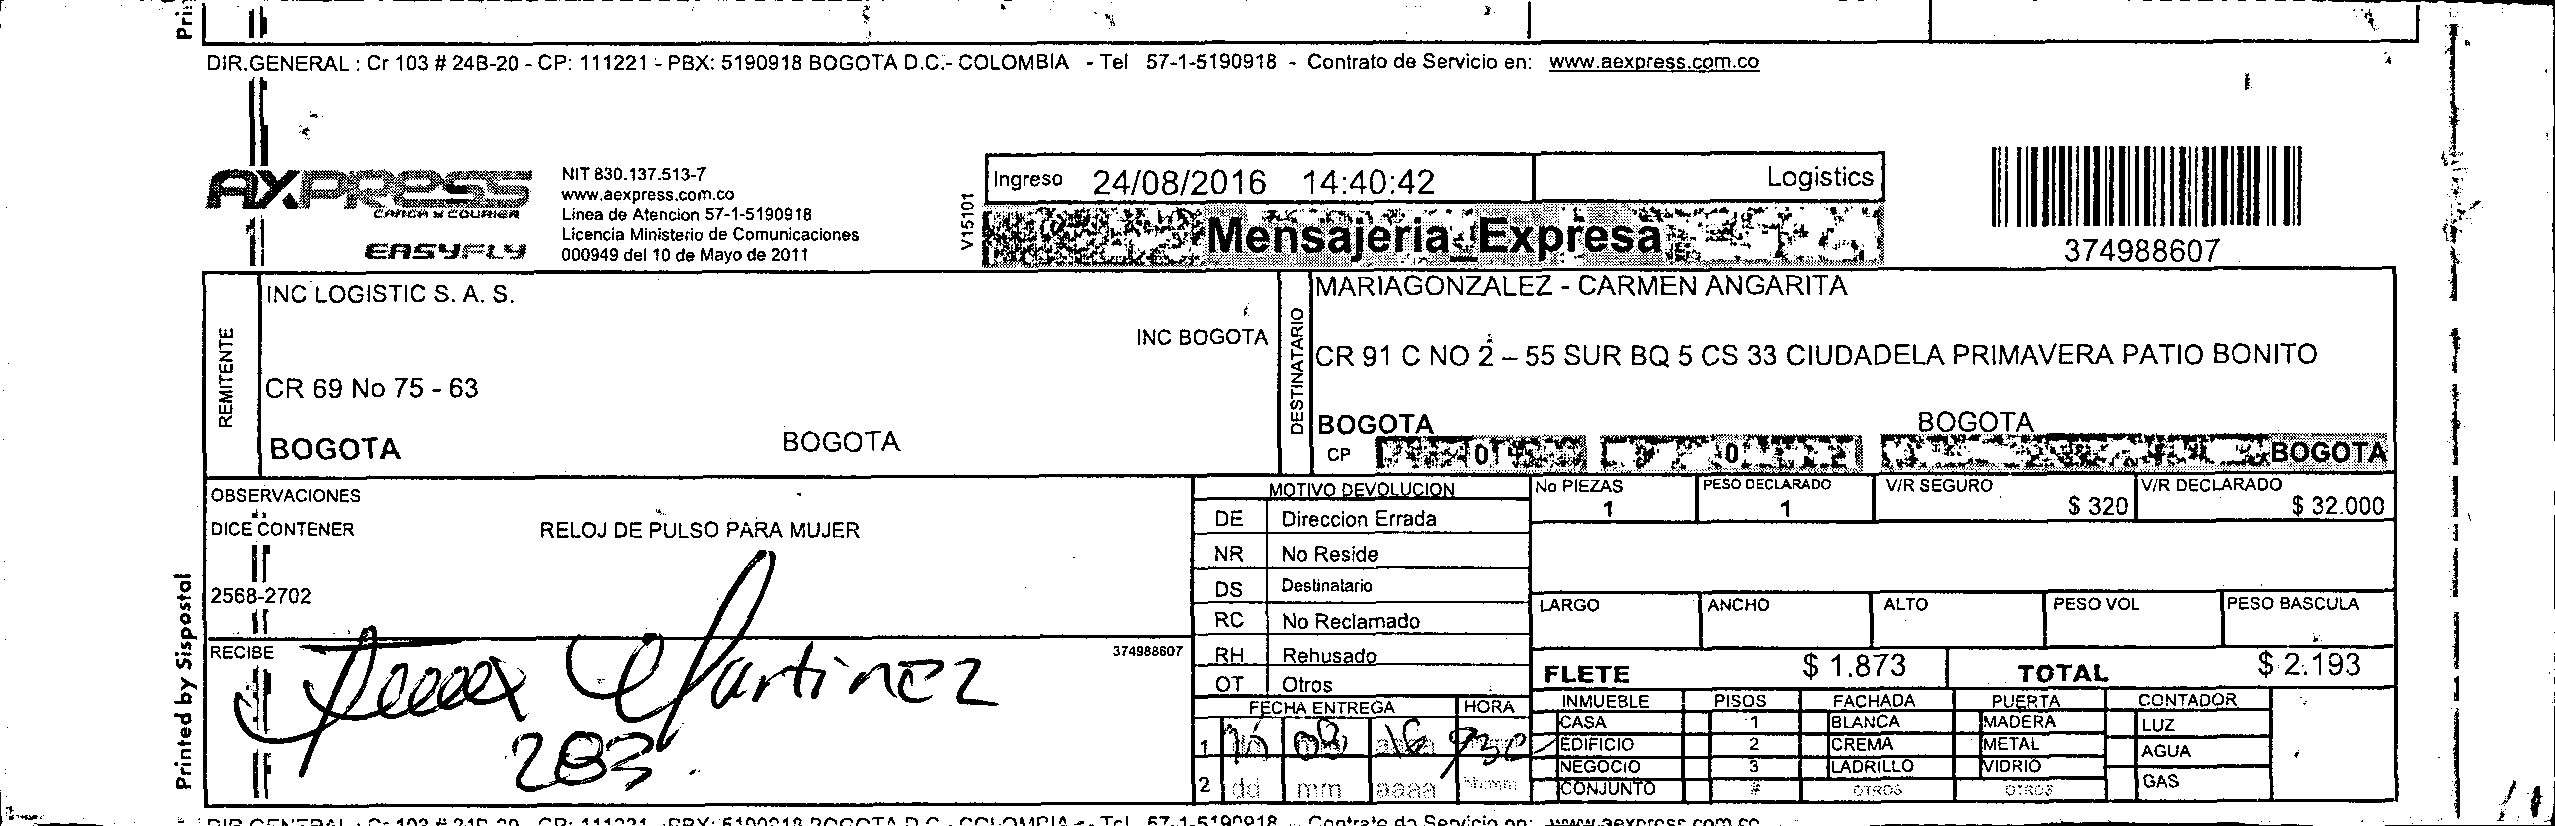 DIR.GENERAL : Cr 103 # 24B-20 - CP: 111221 - PBX: 5190918 BOGOTA D.C.- COLOMBIA - Tel 57-1-5190918 - Contrato de Servicio en: www.aexpress.com.co
AXPRESS
CARGA & COURIER
EASYFLY
NIT 830.137.513-7
www.aexpress.com.co
Linea de Atencion 57-1-5190918
Licencia Ministerio de Comunicaciones
000949 del 10 de Mayo de 2011
V15101
Ingreso 24/08/2016 14:40:42 Logistics
Mensajeria_Expresa
374988607
REMITENTE
INC LOGISTIC S. A. S.
INC BOGOTA
CR 69 No 75 - 63
BOGOTA BOGOTA
DESTINATARIO
MARIAGONZALEZ - CARMEN ANGARITA
CR 91 C NO 2 – 55 SUR BQ 5 CS 33 CIUDADELA PRIMAVERA PATIO BONITO
BOGOTA BOGOTA
CP 01 0 BOGOTA
OBSERVACIONES
DICE CONTENER RELOJ DE PULSO PARA MUJER
2568-2702
RECIBE 374988607
Martinez
283
Printed by Sispostal
MOTIVO DEVOLUCION
DE Direccion Errada
NR No Reside
DS Destinatario
RC No Reclamado
RH Rehusado
OT Otros
FECHA ENTREGA HORA
1 08 16 930
2 dd mm aaaa hhmm
No PIEZAS PESO DECLARADO V/R SEGURO V/R DECLARADO
1 1 $ 320 $ 32.000
LARGO ANCHO ALTO PESO VOL PESO BASCULA
FLETE $ 1.873 TOTAL $ 2.193
INMUEBLE PISOS FACHADA PUERTA CONTADOR
CASA 1 BLANCA MADERA LUZ
EDIFICIO 2 CREMA METAL AGUA
NEGOCIO 3 LADRILLO VIDRIO GAS
CONJUNTO # OTROS OTROS
DIR.GENERAL : Cr 103 # 24B-20 - CP: 111221 - PBX: 5190918 BOGOTA D.C.- COLOMBIA - Tel 57-1-5190918 - Contrato de Servicio en: www.aexpress.com.co